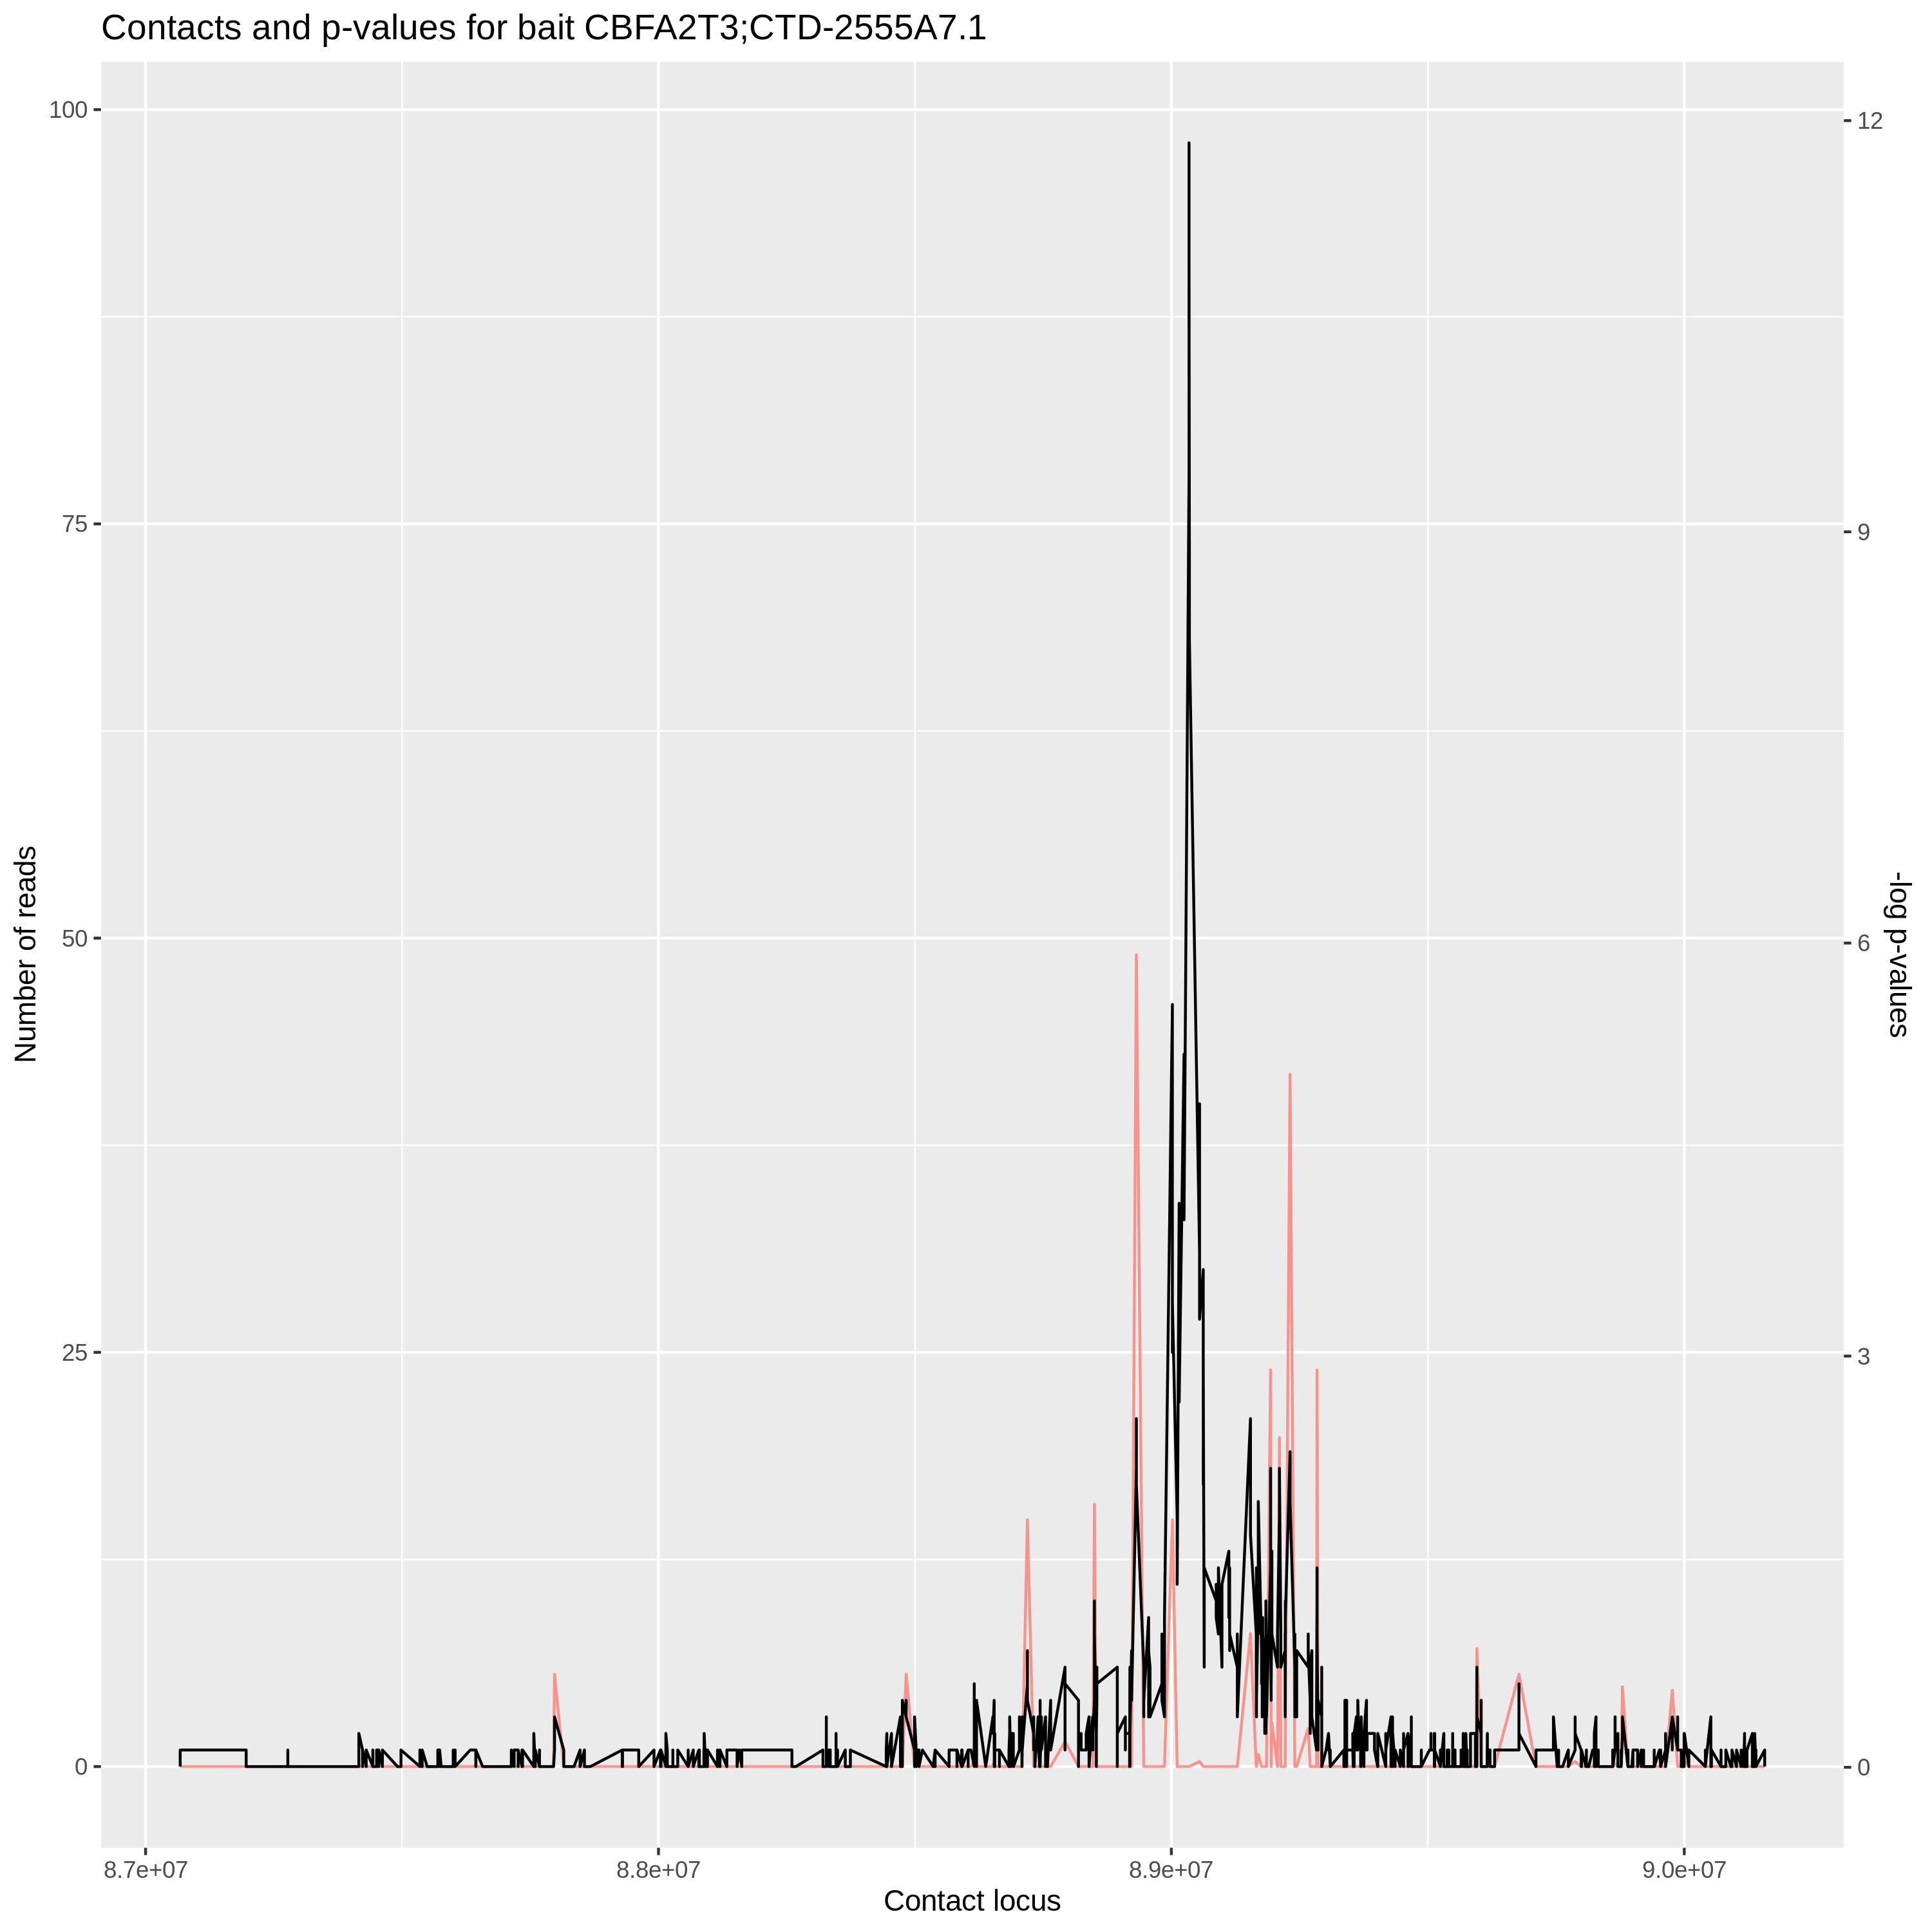 Contacts and p-values for bait CBFA2T3;CTD-2555A7.1
100
75
50
25
0
Number of reads
12
9
6
3
0
-log p-values
8.7e+07
8.8e+07
8.9e+07
9.0e+07
Contact locus